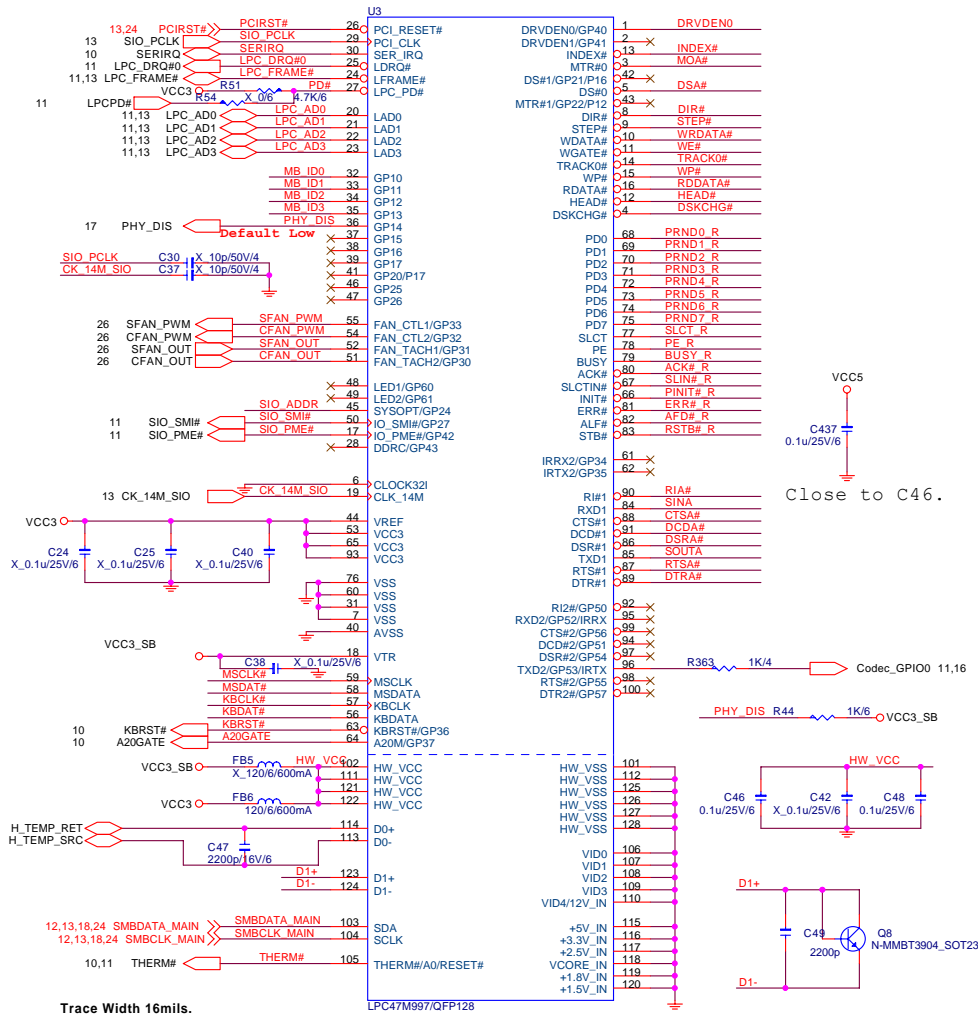 U3
13,24 PCIRST# PCIRST# 26 PCI_RESET# DRVDEN0/GP40 1 DRVDEN0
13 SIO_PCLK SIO_PCLK 29 PCI_CLK DRVDEN1/GP41 2
10 SERIRQ SERIRQ 30 SER_IRQ INDEX# 13 INDEX#
11 LPC_DRQ#0 LPC_DRQ#0 25 LDRQ# MTR#0 3 MOA#
11,13 LPC_FRAME# LPC_FRAME# 24 LFRAME# DS#1/GP21/P16 42
VCC3 R51 PD# 27 LPC_PD# DS#0 5 DSA#
11 LPCPD# R54 X_0/6 4.7K/6 MTR#1/GP22/P12 43
11,13 LPC_AD0 LPC_AD0 20 LAD0 DIR# 8 DIR#
11,13 LPC_AD1 LPC_AD1 21 LAD1 STEP# 9 STEP#
11,13 LPC_AD2 LPC_AD2 22 LAD2 WDATA# 10 WRDATA#
11,13 LPC_AD3 LPC_AD3 23 LAD3 WGATE# 11 WE#
TRACK0# 14 TRACK0#
WP# 15 WP#
MB_ID0 32 GP10 RDATA# 16 RDDATA#
MB_ID1 33 GP11 HEAD# 12 HEAD#
MB_ID2 34 GP12 DSKCHG# 4 DSKCHG#
MB_ID3 35 GP13
17 PHY_DIS PHY_DIS 36 GP14
Default Low 37 GP15 PD0 68 PRND0_R
38 GP16 PD1 69 PRND1_R
SIO_PCLK C30 X_10p/50V/4 39 GP17 PD2 70 PRND2_R
CK_14M_SIO C37 X_10p/50V/4 41 GP20/P17 PD3 71 PRND3_R
46 GP25 PD4 72 PRND4_R
47 GP26 PD5 73 PRND5_R
PD6 74 PRND6_R
26 SFAN_PWM SFAN_PWM 55 FAN_CTL1/GP33 PD7 75 PRND7_R
26 CFAN_PWM CFAN_PWM 54 FAN_CTL2/GP32 SLCT 77 SLCT_R
26 SFAN_OUT SFAN_OUT 52 FAN_TACH1/GP31 PE 78 PE_R
26 CFAN_OUT CFAN_OUT 51 FAN_TACH2/GP30 BUSY 79 BUSY_R
ACK# 80 ACK#_R
48 LED1/GP60 SLCTIN# 67 SLIN#_R
49 LED2/GP61 INIT# 66 PINIT#_R
SIO_ADDR 45 SYSOPT/GP24 ERR# 81 ERR#_R
11 SIO_SMI# SIO_SMI# 50 IO_SMI#/GP27 ALF# 82 AFD#_R
11 SIO_PME# SIO_PME# 17 IO_PME#/GP42 STB# 83 RSTB#_R
28 DDRC/GP43
VCC5
C437
0.1u/25V/6
Close to C46.
IRRX2/GP34 61
IRTX2/GP35 62
6 CLOCK32I
13 CK_14M_SIO CK_14M_SIO 19 CLK_14M RI#1 90 RIA#
RXD1 84 SINA
VCC3 44 VREF CTS#1 88 CTSA#
53 VCC3 DCD#1 91 DCDA#
65 VCC3 DSR#1 86 DSRA#
93 VCC3 TXD1 85 SOUTA
C24 C25 C40 RTS#1 87 RTSA#
X_0.1u/25V/6 X_0.1u/25V/6 X_0.1u/25V/6 DTR#1 89 DTRA#
76 VSS
60 VSS
31 VSS RI2#/GP50 92
7 VSS RXD2/GP52/IRRX 95
40 AVSS CTS#2/GP56 99
VCC3_SB DCD#2/GP51 94
18 VTR DSR#2/GP54 97
C38 X_0.1u/25V/6 TXD2/GP53/IRTX 96 R363 1K/4 Codec_GPIO0 11,16
MSCLK# 59 MSCLK RTS#2/GP55 98
MSDAT# 58 MSDATA DTR2#/GP57 100
KBCLK# 57 KBCLK
KBDAT# 56 KBDATA PHY_DIS R44 1K/6 VCC3_SB
10 KBRST# KBRST# 63 KBRST#/GP36
10 A20GATE A20GATE 64 A20M/GP37
VCC3_SB FB5 HW_VCC 102 HW_VCC HW_VSS 101 HW_VCC
X_120/6/600mA 111 HW_VCC HW_VSS 112
121 HW_VCC HW_VSS 125
VCC3 FB6 122 HW_VCC HW_VSS 126
120/6/600mA HW_VSS 127
HW_VSS 128
C46 C42 C48
0.1u/25V/6 X_0.1u/25V/6 0.1u/25V/6
H_TEMP_RET 114 D0+
H_TEMP_SRC 113 D0-
C47
2200p/16V/6
VID0 106
VID1 107
D1+ 123 D1+ VID2 108
D1- 124 D1- VID3 109
VID4/12V_IN 110
12,13,18,24 SMBDATA_MAIN SMBDATA_MAIN 103 SDA +5V_IN 115
12,13,18,24 SMBCLK_MAIN SMBCLK_MAIN 104 SCLK +3.3V_IN 116
+2.5V_IN 117
10,11 THERM# THERM# 105 THERM#/A0/RESET# VCORE_IN 118
+1.8V_IN 119
+1.5V_IN 120
D1+
C49
2200p
Q8
N-MMBT3904_SOT23
D1-
LPC47M997/QFP128
Trace Width 16mils.